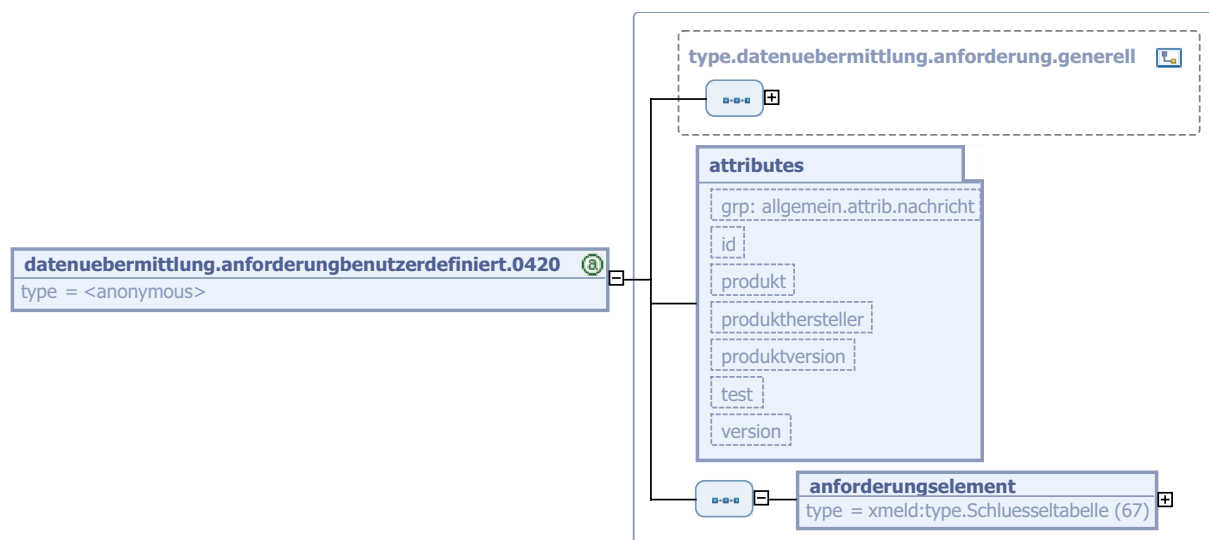 type.datenuebermittlung.anforderung.generell
attributes
grp: allgemein.attrib.nachricht
id
produkt
produkthersteller
produktversion
test
version
datenuebermittlung.anforderungbenutzerdefiniert.0420 a
type = <anonymous>
anforderungselement
type = xmeld:type.Schluesseltabelle (67)